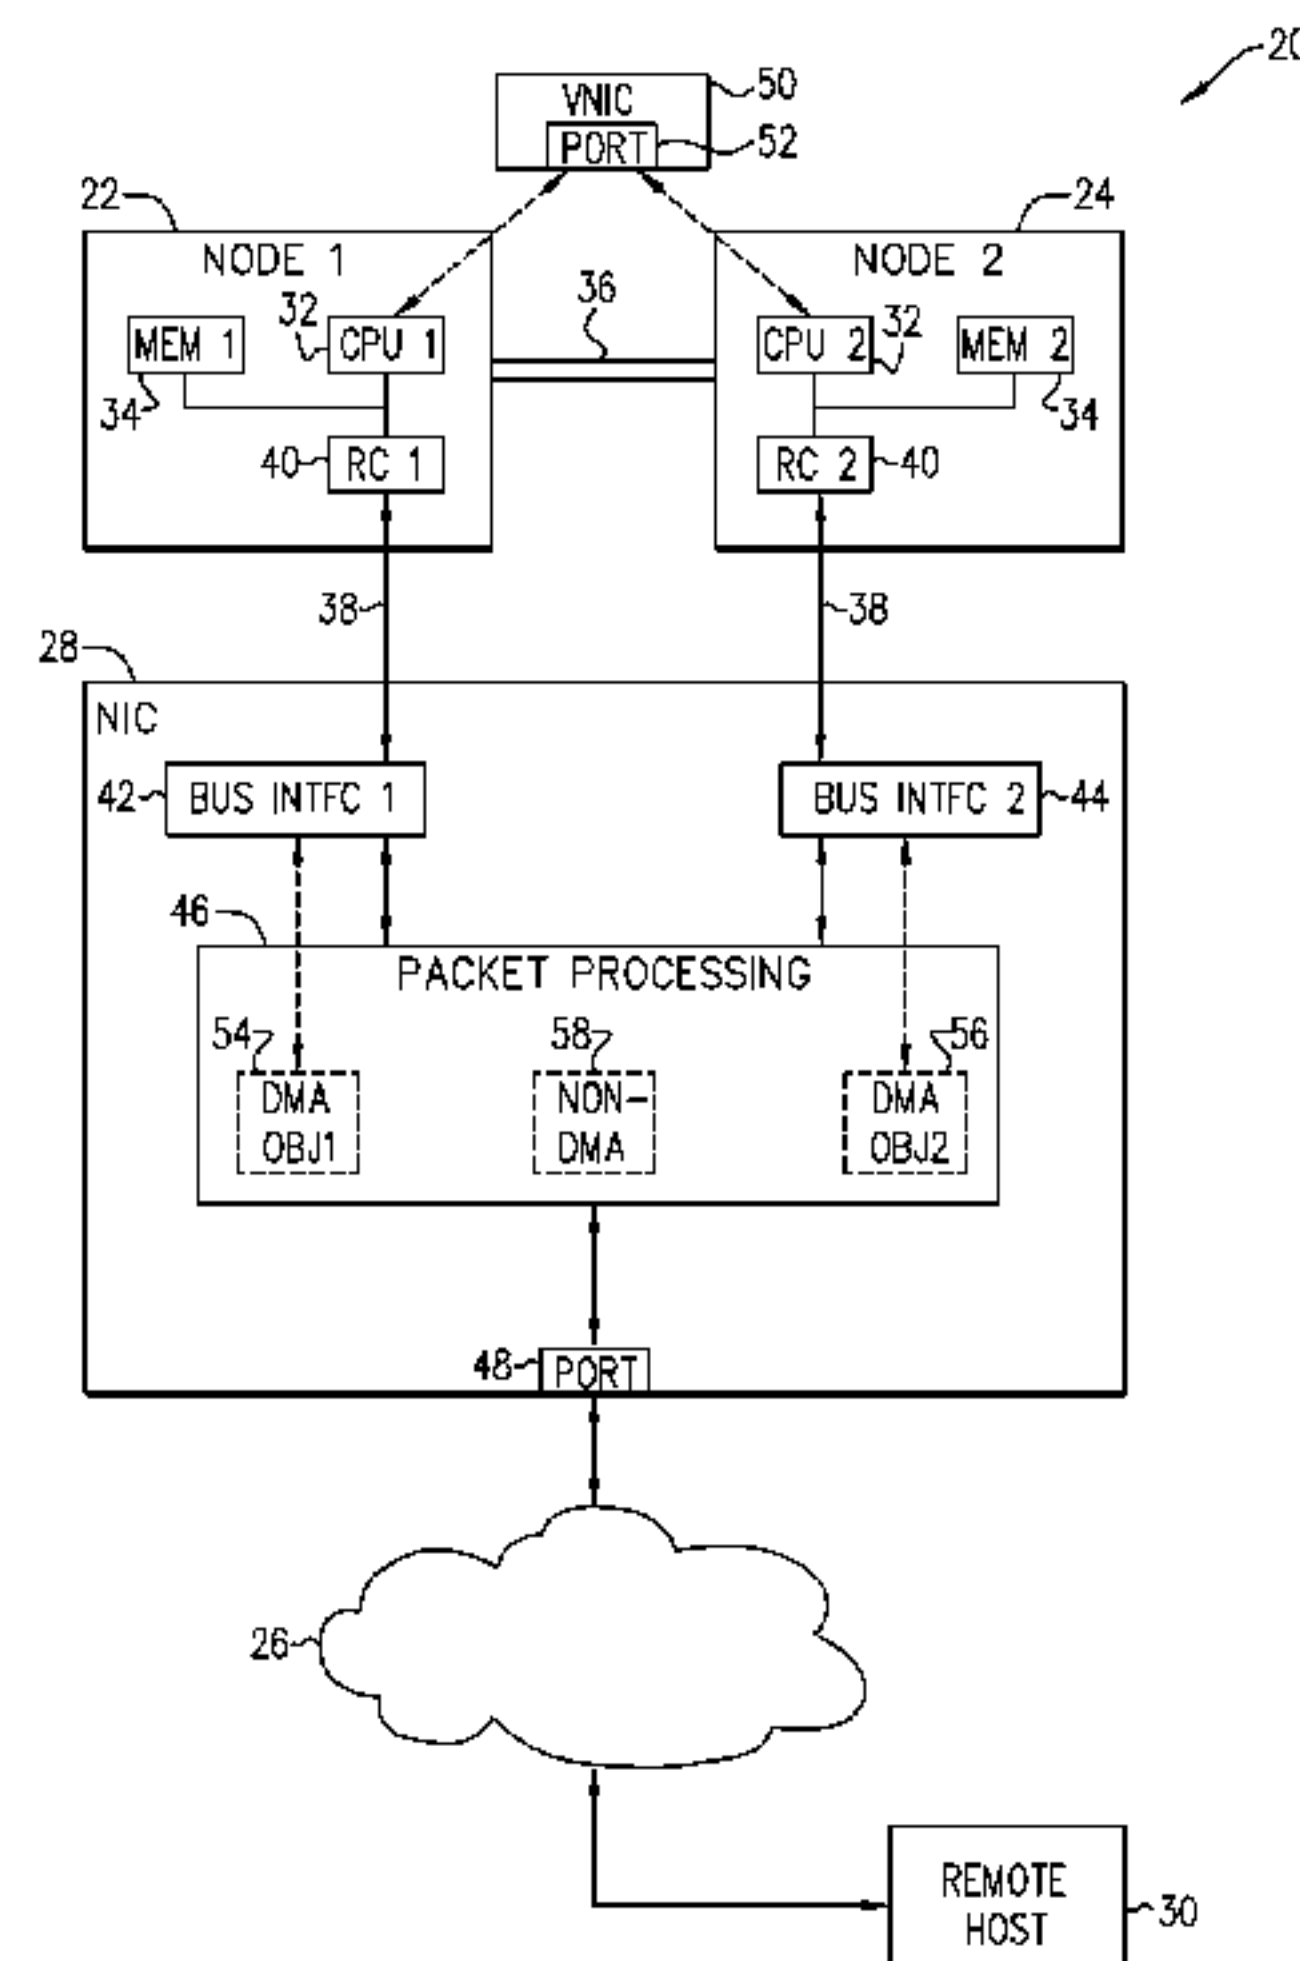 20
VNIC
50
PORT
52
22
24
NODE 1
NODE 2
36
32
MEM 1
CPU 1
CPU 2
32
MEM 2
34
34
40
RC 1
RC 2
40
38
38
28
NIC
42
BUS INTFC 1
BUS INTFC 2
44
46
PACKET PROCESSING
54
58
56
DMA
OBJ1
NON-
DMA
DMA
OBJ2
48
PORT
26
REMOTE
HOST
30